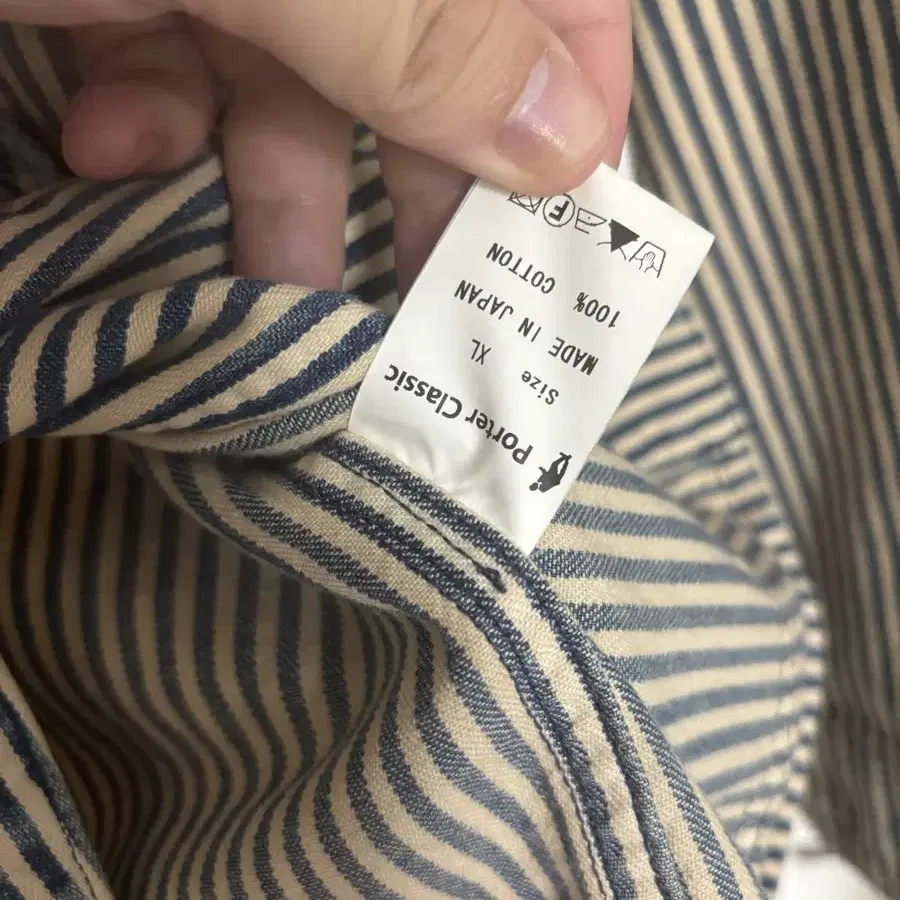 Porter Classic
Size XL
MADE IN JAPAN
100% COTTON
F